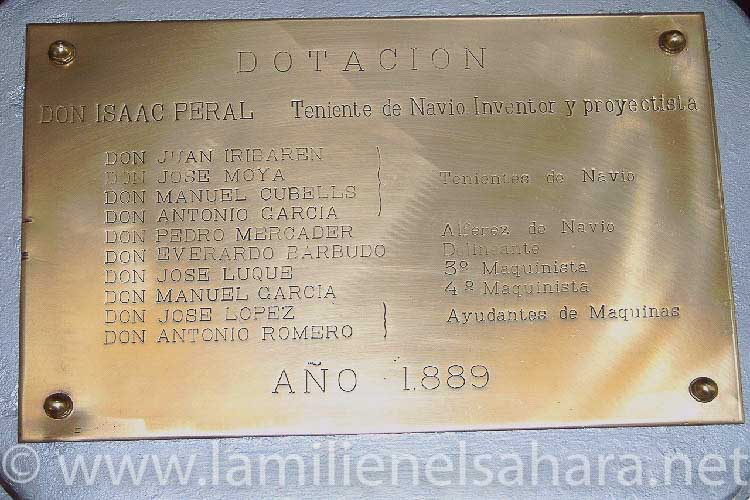 DOTACION
DON ISAAC PERAL Teniente de Navio Inventor y proyectista
DON JUAN IRIBAREN
DON JOSE MOYA Tenientes de Navio
DON MANUEL CUBELLS
DON ANTONIO GARCIA
DON PEDRO MERCADER Alferez de Navio
DON EVERARDO BARBUDO Delineante
DON JOSE LUQUE 3º Maquinista
DON MANUEL GARCIA 4º Maquinista
DON JOSE LOPEZ Ayudantes de Maquinas
DON ANTONIO ROMERO
AÑO 1.889
© www.lamilienelsahara.net